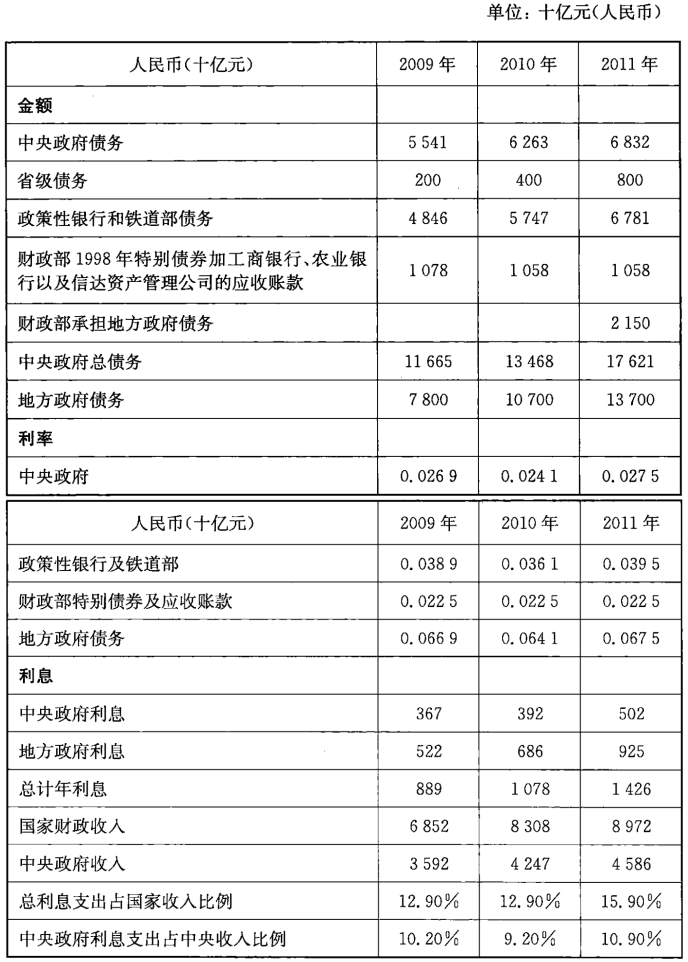 单位：十亿元(人民币)
人民币(十亿元) 2009 年 2010 年 2011 年
金额
中央政府债务 5 541 6 263 6 832
省级债务 200 400 800
政策性银行和铁道部债务 4 846 5 747 6 781
财政部 1998 年特别债券加工商银行、农业银
行以及信达资产管理公司的应收账款 1 078 1 058 1 058
财政部承担地方政府债务 2 150
中央政府总债务 11 665 13 468 17 621
地方政府债务 7 800 10 700 13 700
利率
中央政府 0.026 9 0.024 1 0.027 5
人民币(十亿元) 2009 年 2010 年 2011 年
政策性银行及铁道部 0.038 9 0.036 1 0.039 5
财政部特别债券及应收账款 0.022 5 0.022 5 0.022 5
地方政府债务 0.066 9 0.064 1 0.067 5
利息
中央政府利息 367 392 502
地方政府利息 522 686 925
总计年利息 889 1 078 1 426
国家财政收入 6 852 8 308 8 972
中央政府收入 3 592 4 247 4 586
总利息支出占国家收入比例 12.90% 12.90% 15.90%
中央政府利息支出占中央收入比例 10.20% 9.20% 10.90%